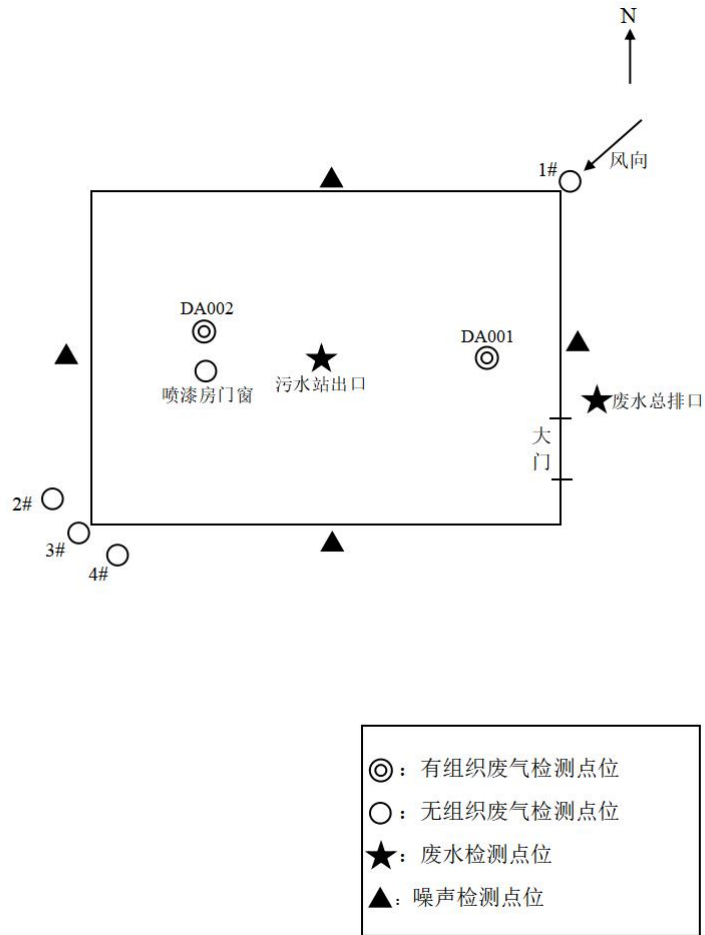 N
1#
风向
DA002
DA001
喷漆房门窗
污水站出口
废水总排口
大
门
2#
3#
4#
：有组织废气检测点位
：无组织废气检测点位
：废水检测点位
：噪声检测点位